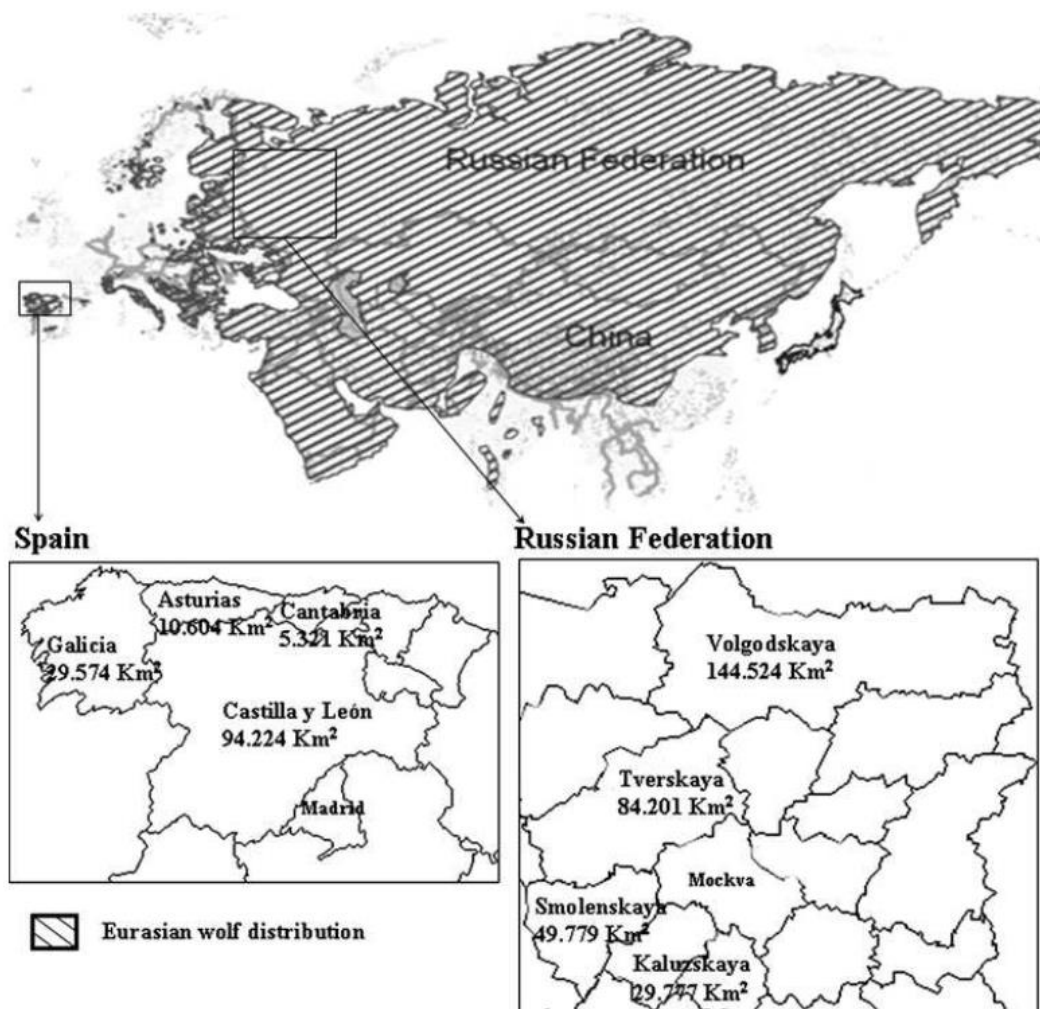 Russian Federation
China
Spain
Russian Federation
Asturias
10.604 Km²
Cantabria
5.321 Km²
Galicia
29.574 Km²
Castilla y León
94.224 Km²
Madrid
Volgodskaya
144.524 Km²
Tverskaya
84.201 Km²
Mockva
Smolenskaya
49.779 Km²
Kaluzskaya
29.777 Km²
Eurasian wolf distribution